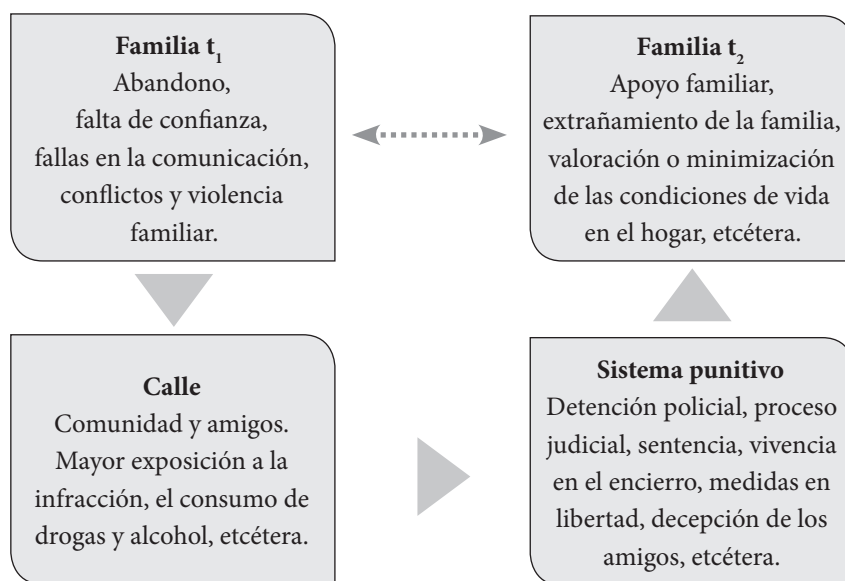 Familia t₁
Abandono,
falta de confianza,
fallas en la comunicación,
conflictos y violencia
familiar.
Familia t₂
Apoyo familiar,
extrañamiento de la familia,
valoración o minimización
de las condiciones de vida
en el hogar, etcétera.
Calle
Comunidad y amigos.
Mayor exposición a la
infracción, el consumo de
drogas y alcohol, etcétera.
Sistema punitivo
Detención policial, proceso
judicial, sentencia, vivencia
en el encierro, medidas en
libertad, decepción de los
amigos, etcétera.